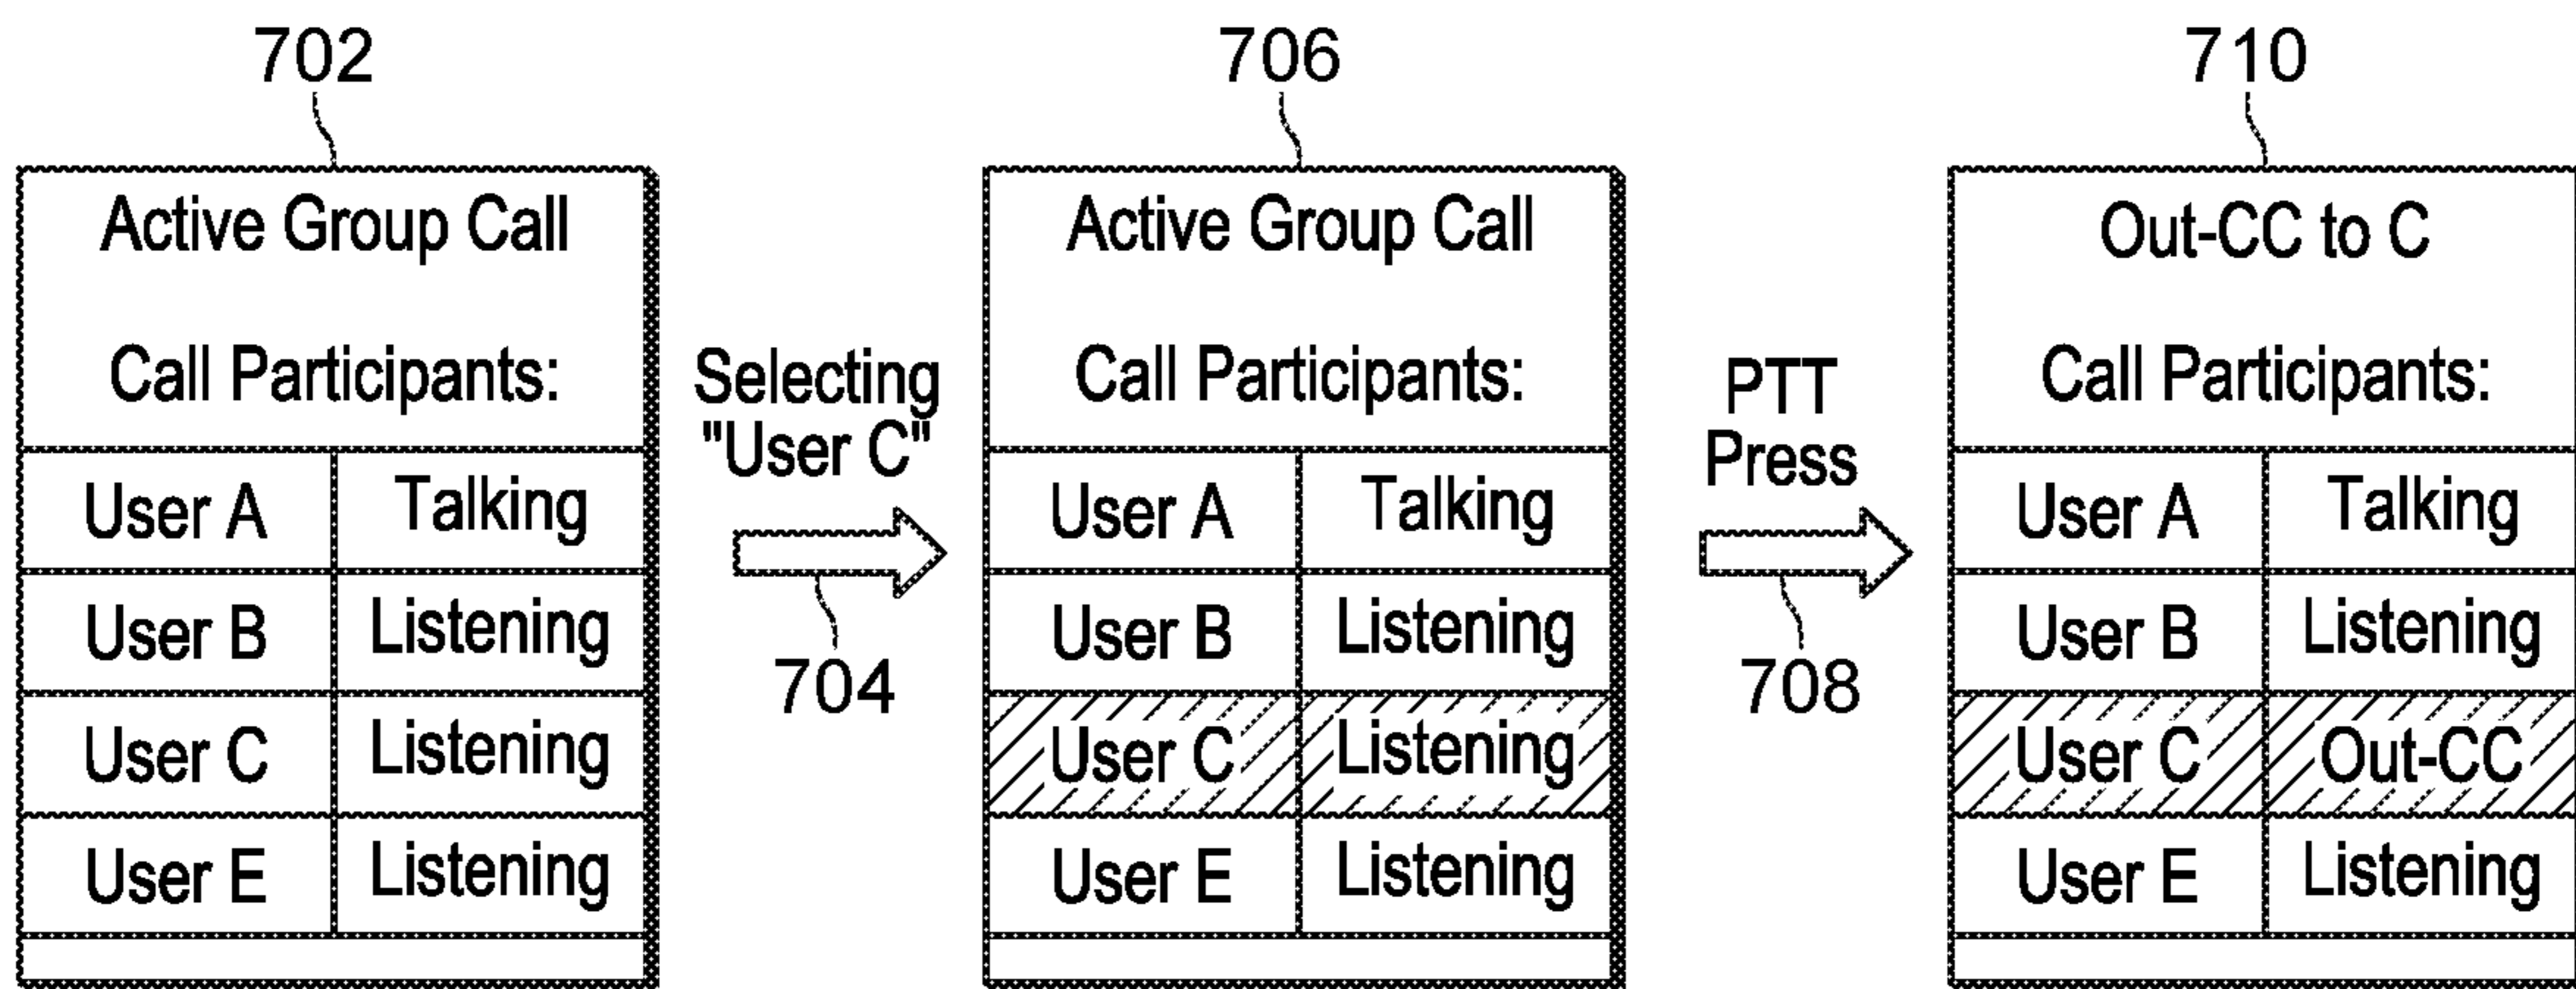 702
Active Group Call
Call Participants:
User A Talking
User B Listening
User C Listening
User E Listening
Selecting
"User C"
704
706
Active Group Call
Call Participants:
User A Talking
User B Listening
User C Listening
User E Listening
PTT
Press
708
710
Out-CC to C
Call Participants:
User A Talking
User B Listening
User C Out-CC
User E Listening